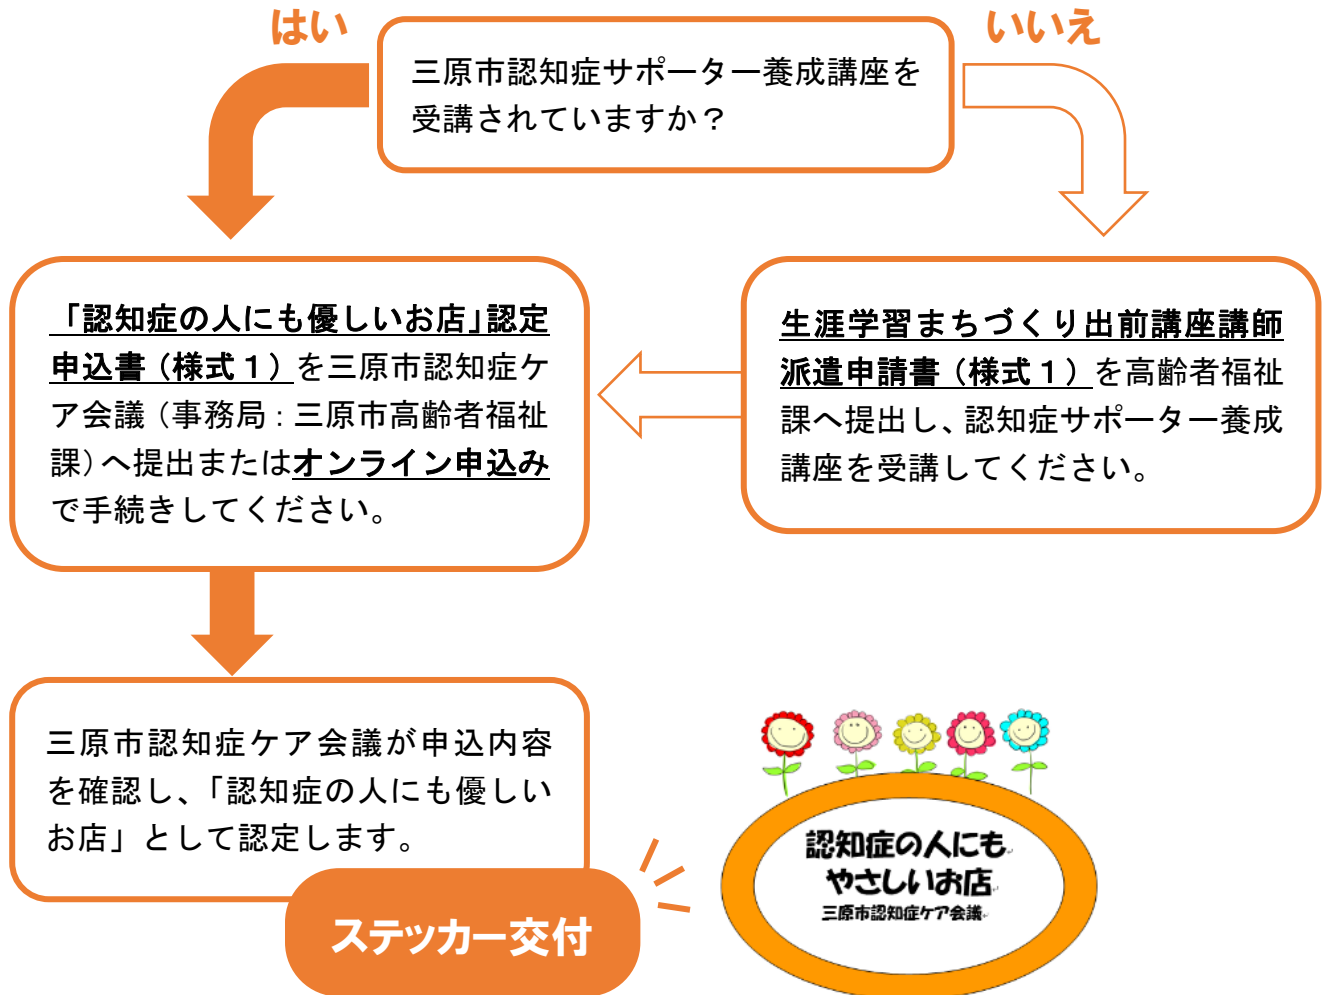 はい
いいえ
三原市認知症サポーター養成講座を
受講されていますか？
「認知症の人にも優しいお店」認定
申込書（様式１）を三原市認知症ケ
ア会議（事務局：三原市高齢者福祉
課）へ提出またはオンライン申込み
で手続きしてください。
生涯学習まちづくり出前講座講師
派遣申請書（様式１）を高齢者福祉
課へ提出し、認知症サポーター養成
講座を受講してください。
三原市認知症ケア会議が申込内容
を確認し、「認知症の人にも優しい
お店」として認定します。
ステッカー交付
認知症の人にも
やさしいお店
三原市認知症ケア会議